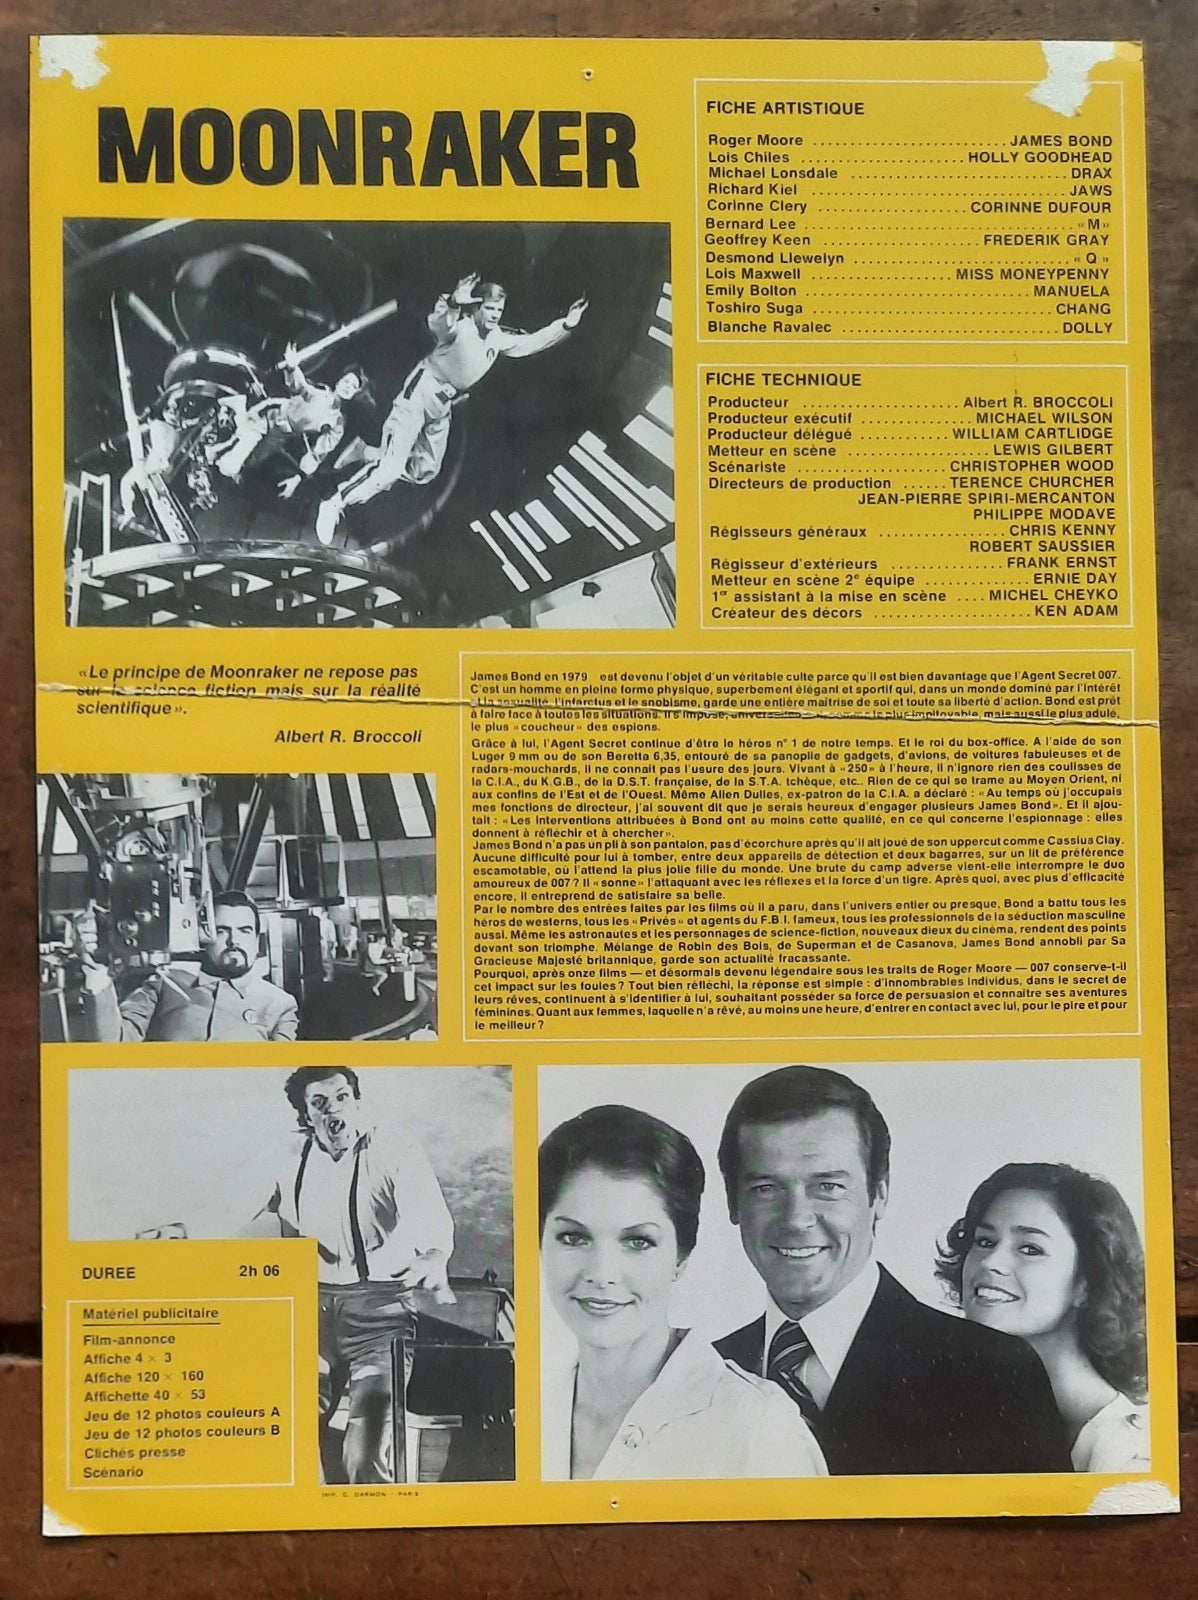 MOONRAKER
FICHE ARTISTIQUE
Roger Moore ........................ JAMES BOND
Lois Chiles .................... HOLLY GOODHEAD
Michael Lonsdale ............................ DRAX
Richard Kiel ................................ JAWS
Corinne Clery .................. CORINNE DUFOUR
Bernard Lee ................................ « M »
Geoffrey Keen .................... FREDERIK GRAY
Desmond Llewelyn ........................... « Q »
Lois Maxwell ................. MISS MONEYPENNY
Emily Bolton ............................ MANUELA
Toshiro Suga ............................ CHANG
Blanche Ravalec ........................... DOLLY
FICHE TECHNIQUE
Producteur .................... Albert R. BROCCOLI
Producteur exécutif .............. MICHAEL WILSON
Producteur délégué ........... WILLIAM CARTLIDGE
Metteur en scène ................... LEWIS GILBERT
Scénariste .................... CHRISTOPHER WOOD
Directeurs de production ...... TERENCE CHURCHER
JEAN-PIERRE SPIRI-MERCANTON
PHILIPPE MODAVE
Régisseurs généraux ................ CHRIS KENNY
ROBERT SAUSSIER
Régisseur d'extérieurs .............. FRANK ERNST
Metteur en scène 2e équipe ............. ERNIE DAY
1er assistant à la mise en scène .... MICHEL CHEYKO
Créateur des décors .................... KEN ADAM
« Le principe de Moonraker ne repose pas
sur la science fiction mais sur la réalité
scientifique ».
Albert R. Broccoli
James Bond en 1979 est devenu l'objet d'un véritable culte parce qu'il est bien davantage que l'Agent Secret 007.
C'est un homme en pleine forme physique, superbement élégant et sportif qui, dans un monde dominé par l'intérêt
la sexualité, l'infarctus et le snobisme, garde une entière maîtrise de soi et toute sa liberté d'action. Bond est prêt
à faire face à toutes les situations. Il s'impose, universellement comme le plus impitoyable, mais aussi le plus adulé,
le plus « coucheur » des espions.
Grâce à lui, l'Agent Secret continue d'être le héros n° 1 de notre temps. Et le roi du box-office. A l'aide de son
Luger 9 mm ou de son Beretta 6,35, entouré de sa panoplie de gadgets, d'avions, de voitures fabuleuses et de
radars-mouchards, il ne connaît pas l'usure des jours. Vivant à « 250 » à l'heure, il n'ignore rien des coulisses de
la C.I.A., du K.G.B., de la D.S.T. française, de la S.T.A. tchèque, etc.. Rien de ce qui se trame au Moyen Orient, ni
aux confins de l'Est et de l'Ouest. Même Allen Dulles, ex-patron de la C.I.A. a déclaré : « Au temps où j'occupais
mes fonctions de directeur, j'ai souvent dit que je serais heureux d'engager plusieurs James Bond ». Et il ajou-
tait : « Les interventions attribuées à Bond ont au moins cette qualité, en ce qui concerne l'espionnage : elles
donnent à réfléchir et à chercher ».
James Bond n'a pas un pli à son pantalon, pas d'écorchure après qu'il ait joué de son uppercut comme Cassius Clay.
Aucune difficulté pour lui à tomber, entre deux appareils de détection et deux bagarres, sur un lit de préférence
escamotable, où l'attend la plus jolie fille du monde. Une brute du camp adverse vient-elle interrompre le duo
amoureux de 007 ? Il « sonne » l'attaquant avec les réflexes et la force d'un tigre. Après quoi, avec plus d'efficacité
encore, il entreprend de satisfaire sa belle.
Par le nombre des entrées faites par les films où il a paru, dans l'univers entier ou presque, Bond a battu tous les
héros de westerns, tous les « Privés » et agents du F.B.I. fameux, tous les professionnels de la séduction masculine
aussi. Même les astronautes et les personnages de science-fiction, nouveaux dieux du cinéma, rendent des points
devant son triomphe. Mélange de Robin des Bois, de Superman et de Casanova, James Bond annobli par Sa
Gracieuse Majesté britannique, garde son actualité fracassante.
Pourquoi, après onze films — et désormais devenu légendaire sous les traits de Roger Moore — 007 conserve-t-il
cet impact sur les foules ? Tout bien réfléchi, la réponse est simple : d'innombrables individus, dans le secret de
leurs rêves, continuent à s'identifier à lui, souhaitant posséder sa force de persuasion et connaître ses aventures
féminines. Quant aux femmes, laquelle n'a rêvé, au moins une heure, d'entrer en contact avec lui, pour le pire et pour
le meilleur ?
DUREE 2h 06
Matériel publicitaire
Film-annonce
Affiche 4 × 3
Affiche 120 × 160
Affichette 40 × 53
Jeu de 12 photos couleurs A
Jeu de 12 photos couleurs B
Clichés presse
Scénario
IMP. C. DARMON - PARIS